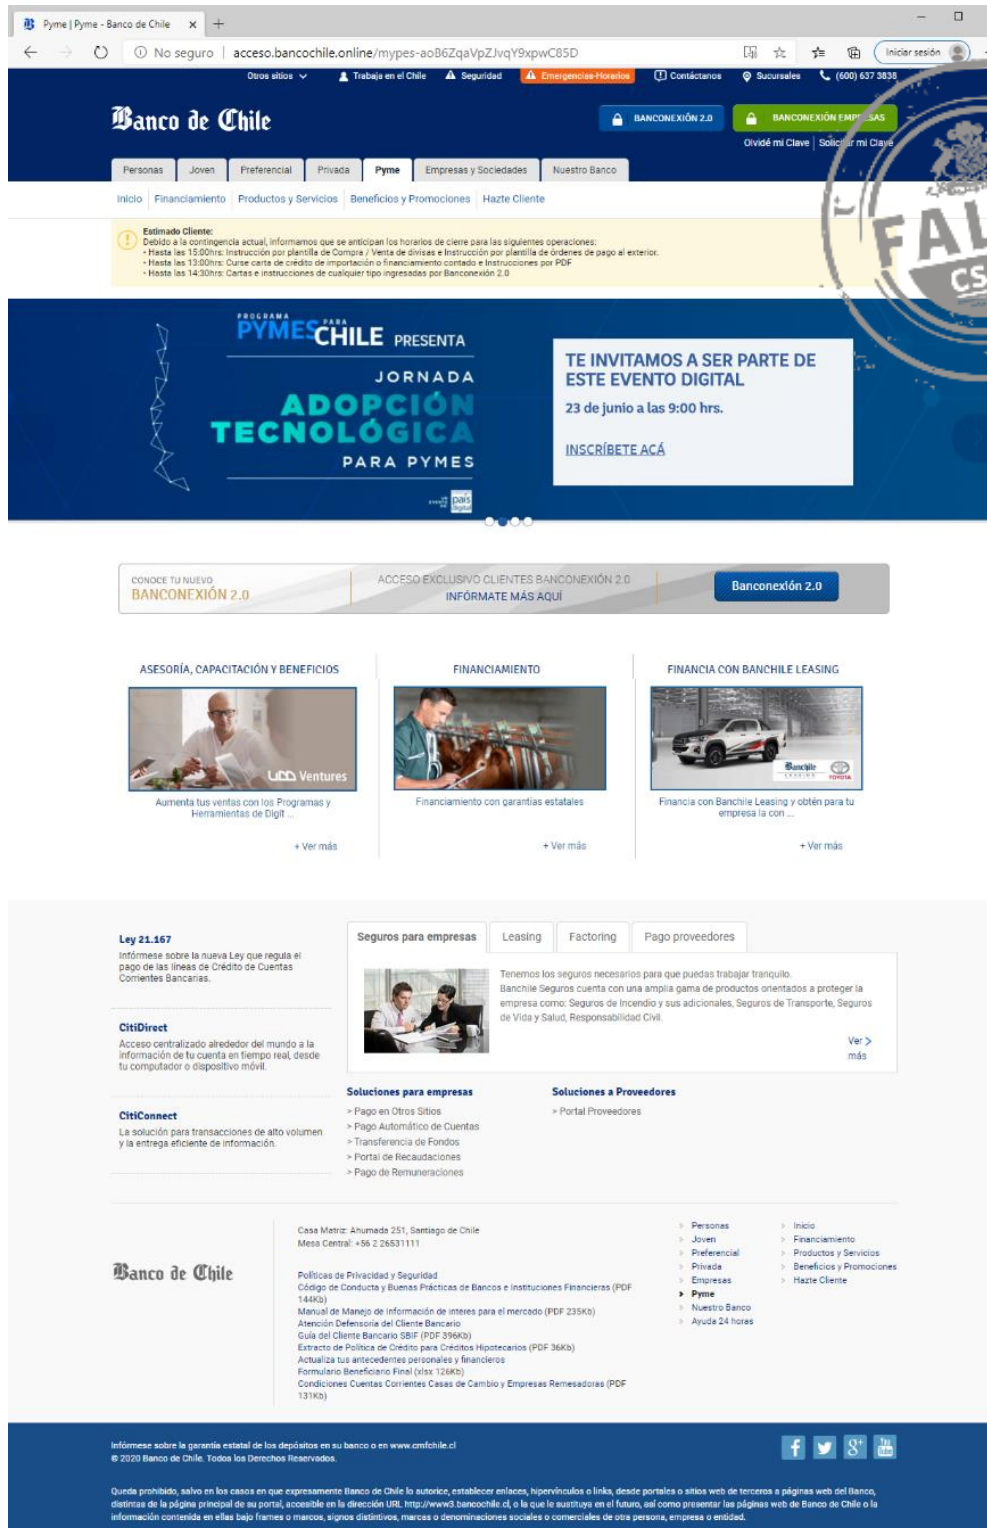 Pyme | Pyme - Banco de Chile
No seguro | acceso.bancochile.online/mypes-aoB6ZqaVpZJvqY9xpwC85D
Iniciar sesión
Otros sitios Trabaja en el Chile Seguridad Emergencias-Horarios Contáctanos Sucursales (600) 637 3838
Banco de Chile
BANCONEXIÓN 2.0 BANCONEXIÓN EMPRESAS
Olvidé mi Clave | Solicitar mi Clave
Personas Joven Preferencial Privada Pyme Empresas y Sociedades Nuestro Banco
Inicio Financiamiento Productos y Servicios Beneficios y Promociones Hazte Cliente
FAL
CS
Estimado Cliente:
Debido a la contingencia actual, informamos que se anticipan los horarios de cierre para las siguientes operaciones:
- Hasta las 15:00hrs: Instrucción por plantilla de Compra / Venta de divisas e Instrucción por plantilla de órdenes de pago al exterior.
- Hasta las 13:00hrs: Curse carta de crédito de importación o financiamiento contado e Instrucciones por PDF
- Hasta las 14:30hrs: Cartas e instrucciones de cualquier tipo ingresadas por Banconexión 2.0
PROGRAMA
PYMES PARA CHILE PRESENTA
JORNADA
ADOPCIÓN
TECNOLÓGICA
PARA PYMES
país digital
TE INVITAMOS A SER PARTE DE
ESTE EVENTO DIGITAL
23 de junio a las 9:00 hrs.
INSCRÍBETE ACÁ
CONOCE TU NUEVO
BANCONEXIÓN 2.0
ACCESO EXCLUSIVO CLIENTES BANCONEXIÓN 2.0
INFÓRMATE MÁS AQUÍ
Banconexión 2.0
ASESORÍA, CAPACITACIÓN Y BENEFICIOS
UDD Ventures
Aumenta tus ventas con los Programas y
Herramientas de Digit ...
+ Ver más
FINANCIAMIENTO
Financiamiento con garantías estatales
+ Ver más
FINANCIA CON BANCHILE LEASING
Banchile
LEASING
TOYOTA
Financia con Banchile Leasing y obtén para tu
empresa la con ...
+ Ver más
Ley 21.167
Infórmese sobre la nueva Ley que regula el
pago de las líneas de Crédito de Cuentas
Corrientes Bancarias.
CitiDirect
Acceso centralizado alrededor del mundo a la
información de tu cuenta en tiempo real, desde
tu computador o dispositivo móvil.
CitiConnect
La solución para transacciones de alto volumen
y la entrega eficiente de información.
Seguros para empresas Leasing Factoring Pago proveedores
Tenemos los seguros necesarios para que puedas trabajar tranquilo.
Banchile Seguros cuenta con una amplia gama de productos orientados a proteger la
empresa como: Seguros de Incendio y sus adicionales, Seguros de Transporte, Seguros
de Vida y Salud, Responsabilidad Civil.
Ver >
más
Soluciones para empresas
> Pago en Otros Sitios
> Pago Automático de Cuentas
> Transferencia de Fondos
> Portal de Recaudaciones
> Pago de Remuneraciones
Soluciones a Proveedores
> Portal Proveedores
Banco de Chile
Casa Matriz: Ahumada 251, Santiago de Chile
Mesa Central: +56 2 26531111
Políticas de Privacidad y Seguridad
Código de Conducta y Buenas Prácticas de Bancos e Instituciones Financieras (PDF
144Kb)
Manual de Manejo de Información de interes para el mercado (PDF 235Kb)
Atención Defensoría del Cliente Bancario
Guía del Cliente Bancario SBIF (PDF 396Kb)
Extracto de Política de Crédito para Créditos Hipotecarios (PDF 36Kb)
Actualiza tus antecedentes personales y financieros
Formulario Beneficiario Final (xlsx 126Kb)
Condiciones Cuentas Corrientes Casas de Cambio y Empresas Remesadoras (PDF
131Kb)
Personas
Joven
Preferencial
Privada
Empresas
Pyme
Nuestro Banco
Ayuda 24 horas
Inicio
Financiamiento
Productos y Servicios
Beneficios y Promociones
Hazte Cliente
Infórmese sobre la garantía estatal de los depósitos en su banco o en www.cmfchile.cl
© 2020 Banco de Chile. Todos los Derechos Reservados.
Queda prohibido, salvo en los casos en que expresamente Banco de Chile lo autorice, establecer enlaces, hipervínculos o links, desde portales o sitios web de terceros a páginas web del Banco,
distintas de la página principal de su portal, accesible en la dirección URL http://www3.bancochile.cl, o la que le sustituya en el futuro, así como presentar las páginas web de Banco de Chile o la
información contenida en ellas bajo frames o marcos, signos distintivos, marcas o denominaciones sociales o comerciales de otra persona, empresa o entidad.